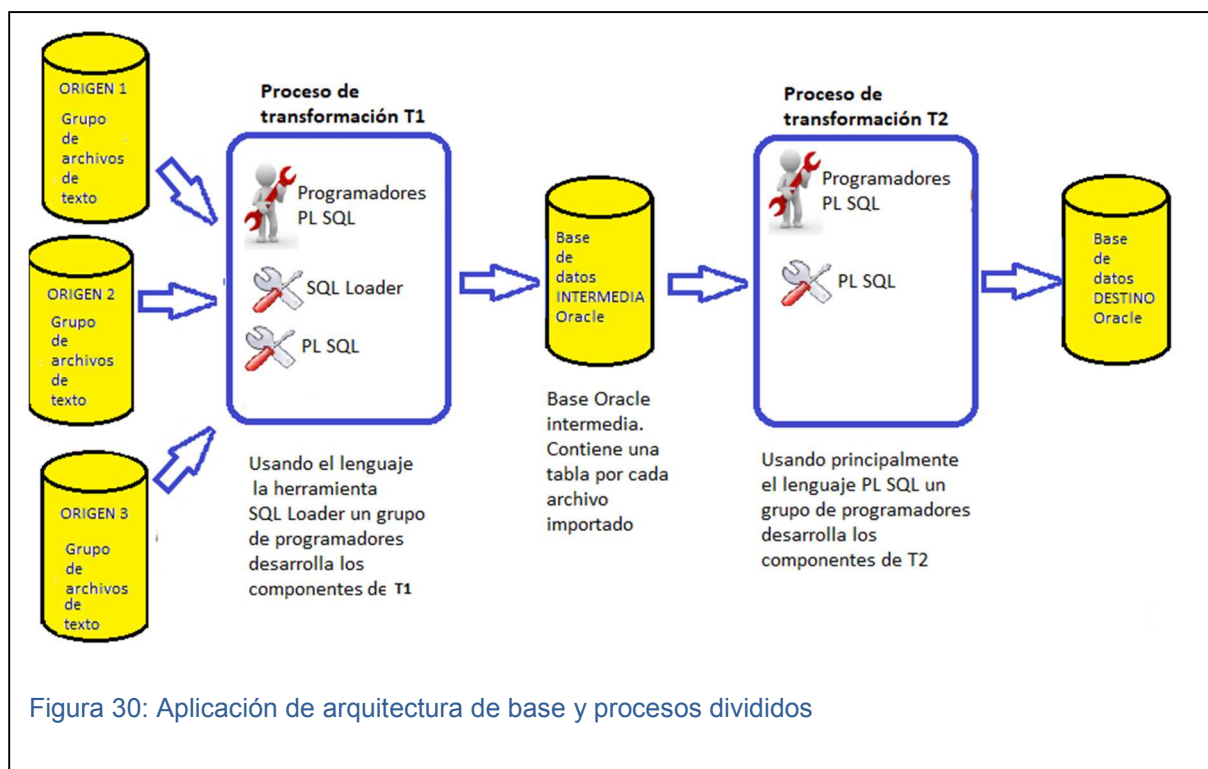 ORIGEN 1
Grupo
de
archivos
de
texto
ORIGEN 2
Grupo
de
archivos
de
texto
ORIGEN 3
Grupo
de
archivos
de
texto
Proceso de
transformación T1
Programadores
PL SQL
SQL Loader
PL SQL
Usando el lenguaje
la herramienta
SQL Loader un grupo
de programadores
desarrolla los
componentes de T1
Base
de
datos
INTERMEDIA
Oracle
Base Oracle
intermedia.
Contiene una
tabla por cada
archivo
importado
Proceso de
transformación T2
Programadores
PL SQL
PL SQL
Usando principalmente
el lenguaje PL SQL un
grupo de programadores
desarrolla los
componentes de T2
Base
de
datos
DESTINO
Oracle
Figura 30: Aplicación de arquitectura de base y procesos divididos